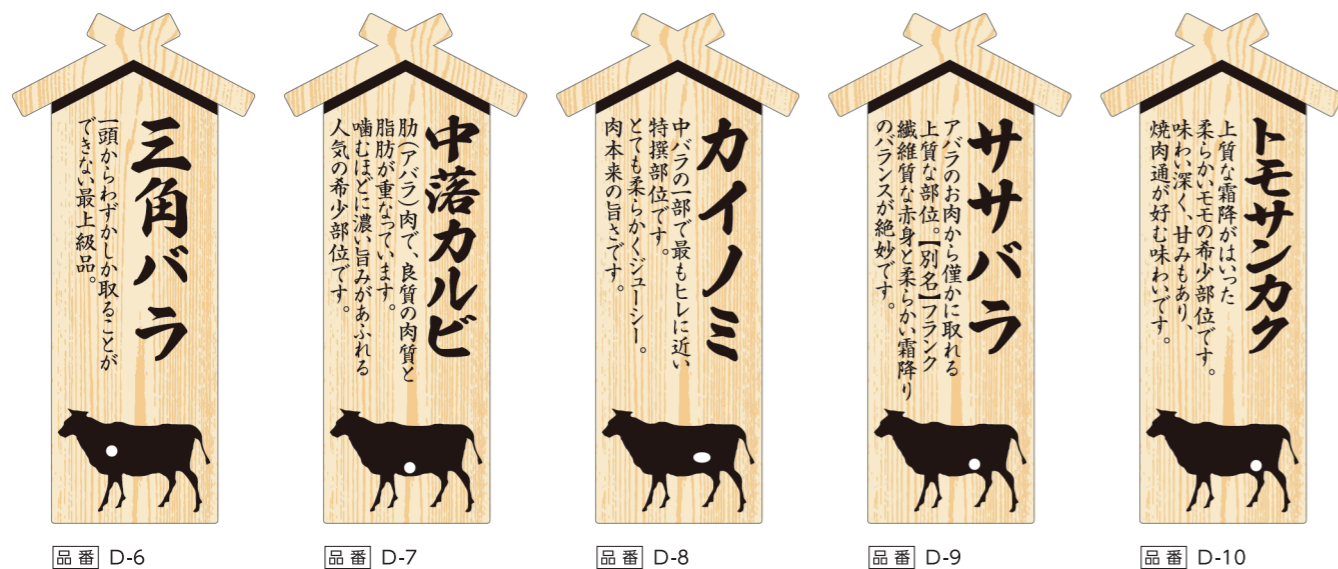 三角バラ
一頭からわずかしか取ることが
できない最上級品。
品番 D-6
中落カルビ
肋(アバラ)肉で、良質の肉質と
脂肪が重なっています。
噛むほどに濃い旨みがあふれる
人気の希少部位です。
品番 D-7
カイノミ
中バラの一部で最もヒレに近い
特撰部位です。
とても柔らかくジューシー。
肉本来の旨さです。
品番 D-8
ササバラ
アバラのお肉から僅かに取れる
上質な部位。【別名】フランク
繊維質な赤身と柔らかい霜降り
のバランスが絶妙です。
品番 D-9
トモサンカク
上質な霜降がはいった
柔らかいモモの希少部位です。
味わい深く、甘みもあり、
焼肉通が好む味わいです。
品番 D-10